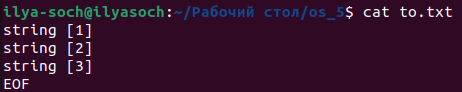 ilya-soch@ilyasoch:~/Рабочий стол/os_5$ cat to.txt
string [1]
string [2]
string [3]
EOF